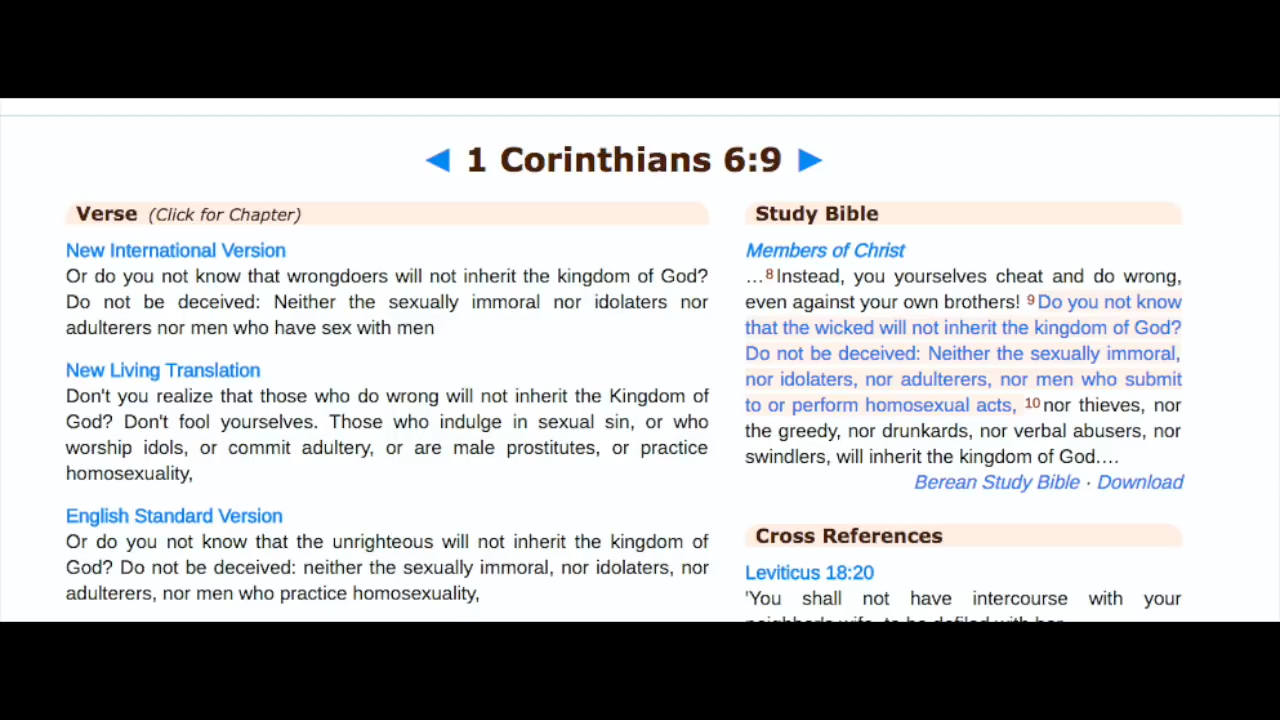 ◀ 1 Corinthians 6:9 ▶
Verse (Click for Chapter)
New International Version
Or do you not know that wrongdoers will not inherit the kingdom of God?
Do not be deceived: Neither the sexually immoral nor idolaters nor
adulterers nor men who have sex with men
New Living Translation
Don't you realize that those who do wrong will not inherit the Kingdom of
God? Don't fool yourselves. Those who indulge in sexual sin, or who
worship idols, or commit adultery, or are male prostitutes, or practice
homosexuality,
English Standard Version
Or do you not know that the unrighteous will not inherit the kingdom of
God? Do not be deceived: neither the sexually immoral, nor idolaters, nor
adulterers, nor men who practice homosexuality,
Study Bible
Members of Christ
…8Instead, you yourselves cheat and do wrong,
even against your own brothers! 9Do you not know
that the wicked will not inherit the kingdom of God?
Do not be deceived: Neither the sexually immoral,
nor idolaters, nor adulterers, nor men who submit
to or perform homosexual acts, 10nor thieves, nor
the greedy, nor drunkards, nor verbal abusers, nor
swindlers, will inherit the kingdom of God.…
Berean Study Bible · Download
Cross References
Leviticus 18:20
'You shall not have intercourse with your
neighbor's wife, to be defiled with her.